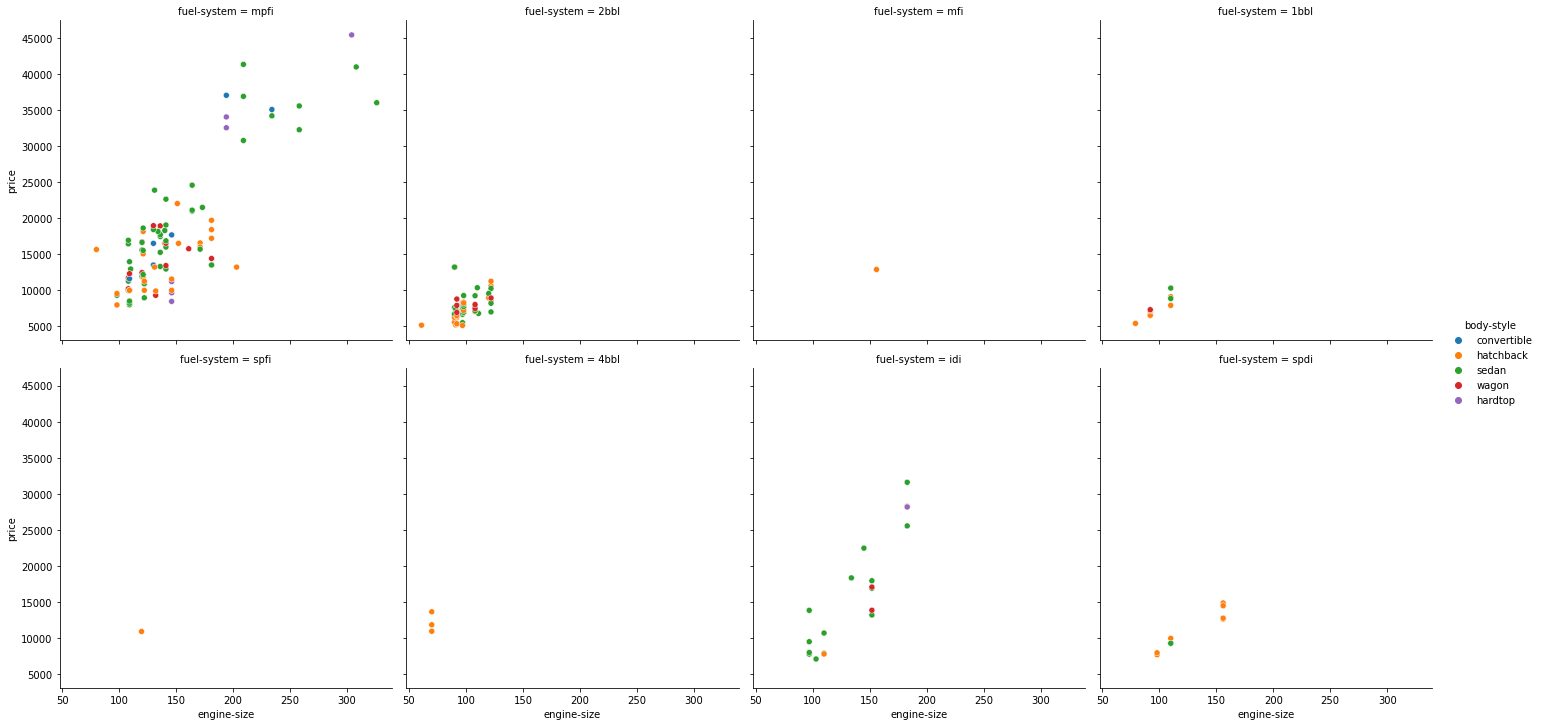 fuel-system = mpfi
fuel-system = 2bbl
fuel-system = mfi
fuel-system = 1bbl
45000
40000
35000
30000
25000
20000
15000
10000
5000
price
fuel-system = spfi
fuel-system = 4bbl
fuel-system = idi
fuel-system = spdi
45000
40000
35000
30000
25000
20000
15000
10000
5000
price
50 100 150 200 250 300
engine-size
50 100 150 200 250 300
engine-size
50 100 150 200 250 300
engine-size
50 100 150 200 250 300
engine-size
body-style
convertible
hatchback
sedan
wagon
hardtop